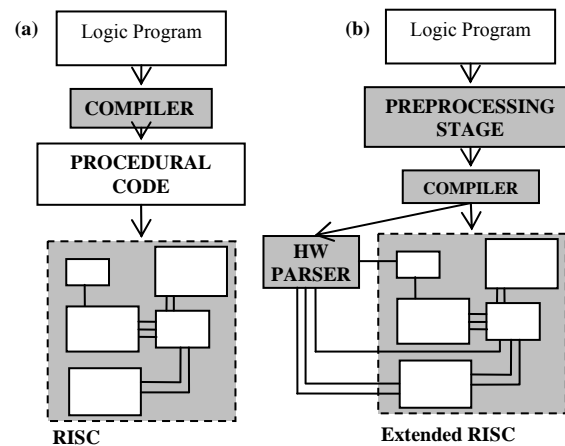 (a)
Logic Program
COMPILER
PROCEDURAL
CODE
RISC
(b)
Logic Program
PREPROCESSING
STAGE
COMPILER
HW
PARSER
Extended RISC